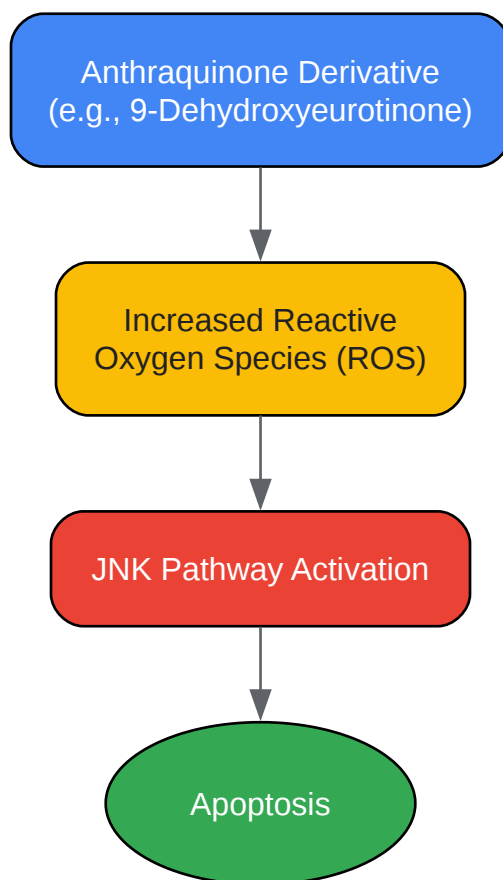 Anthraquinone Derivative
(e.g., 9-Dehydroxyeurotinone)
Increased Reactive
Oxygen Species (ROS)
JNK Pathway Activation
Apoptosis